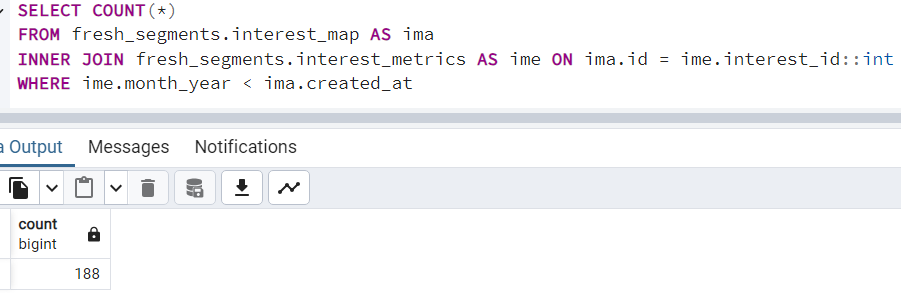 SELECT COUNT(*)
FROM fresh_segments.interest_map AS ima
INNER JOIN fresh_segments.interest_metrics AS ime ON ima.id = ime.interest_id::int
WHERE ime.month_year < ima.created_at
a Output Messages Notifications
count
bigint
188